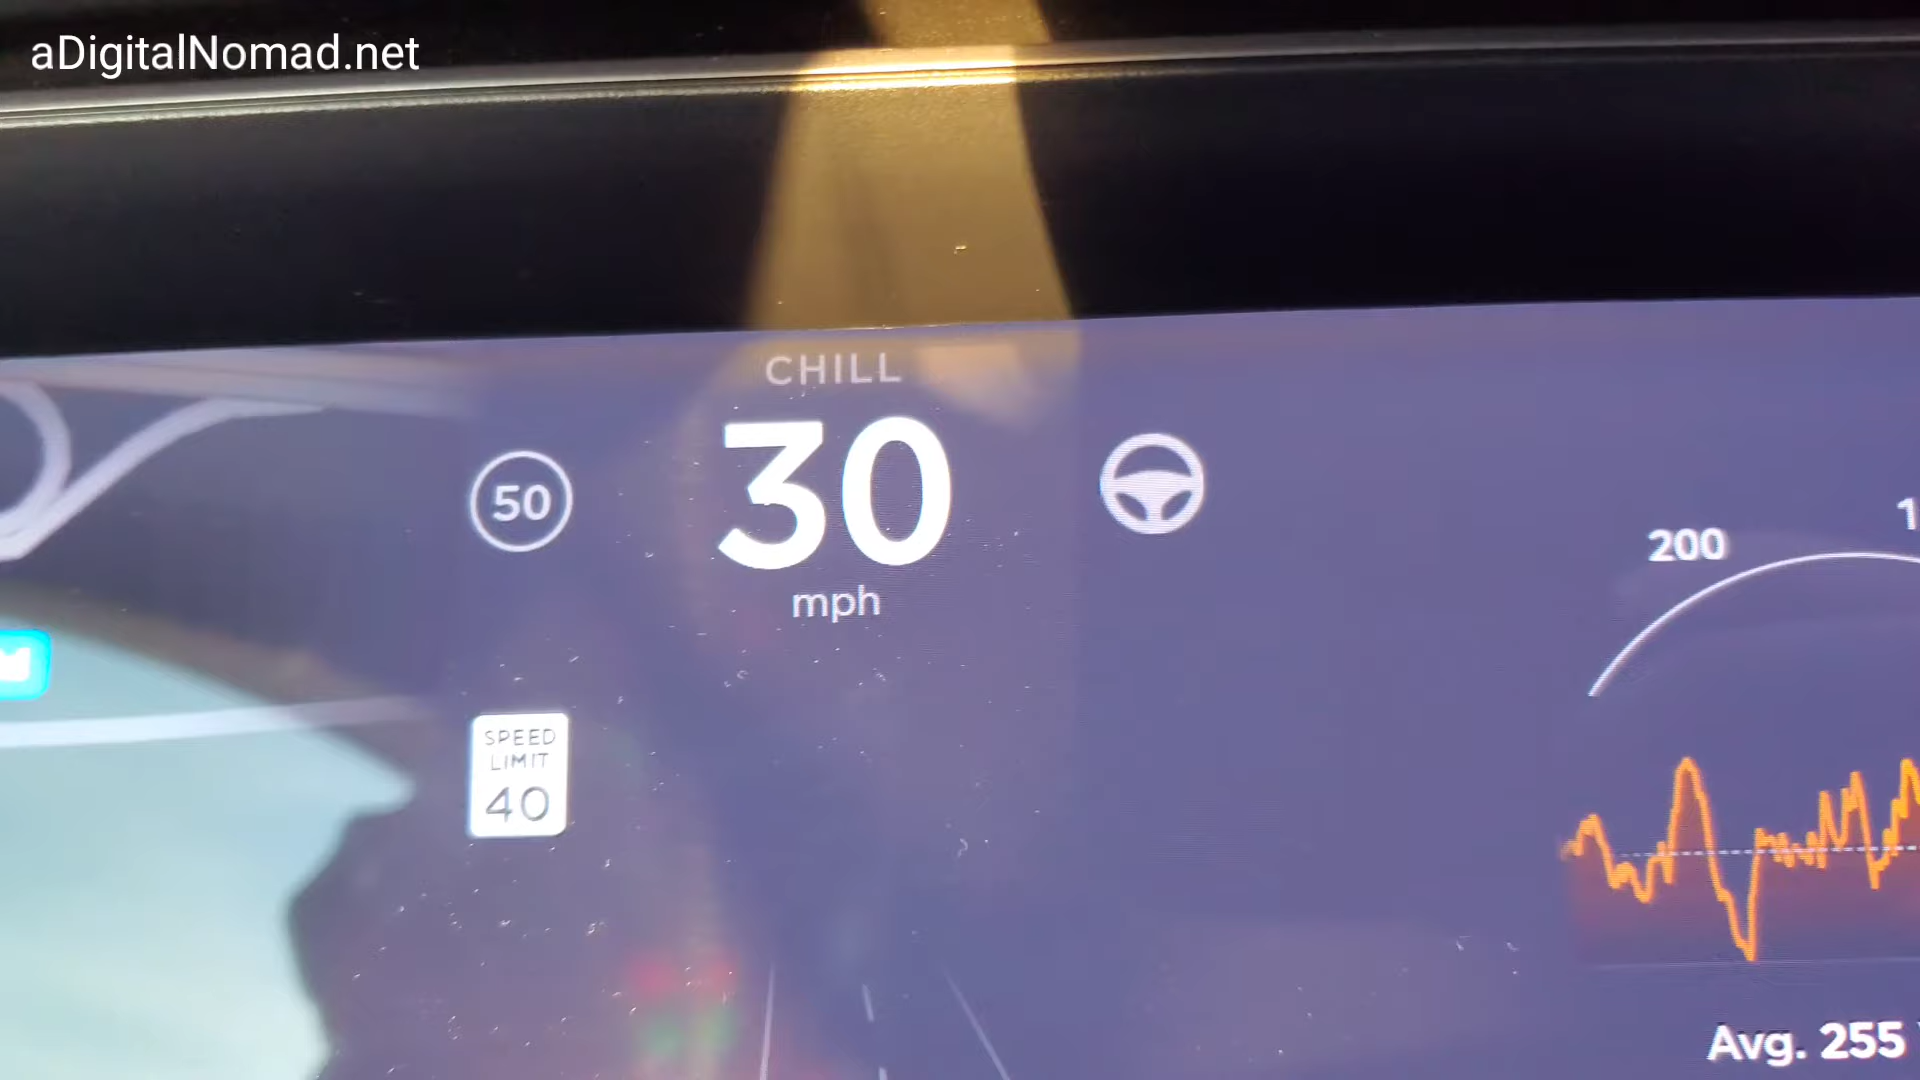 aDigitalNomad.net
CHILL
50
30
mph
200
SPEED
LIMIT
40
Avg. 255